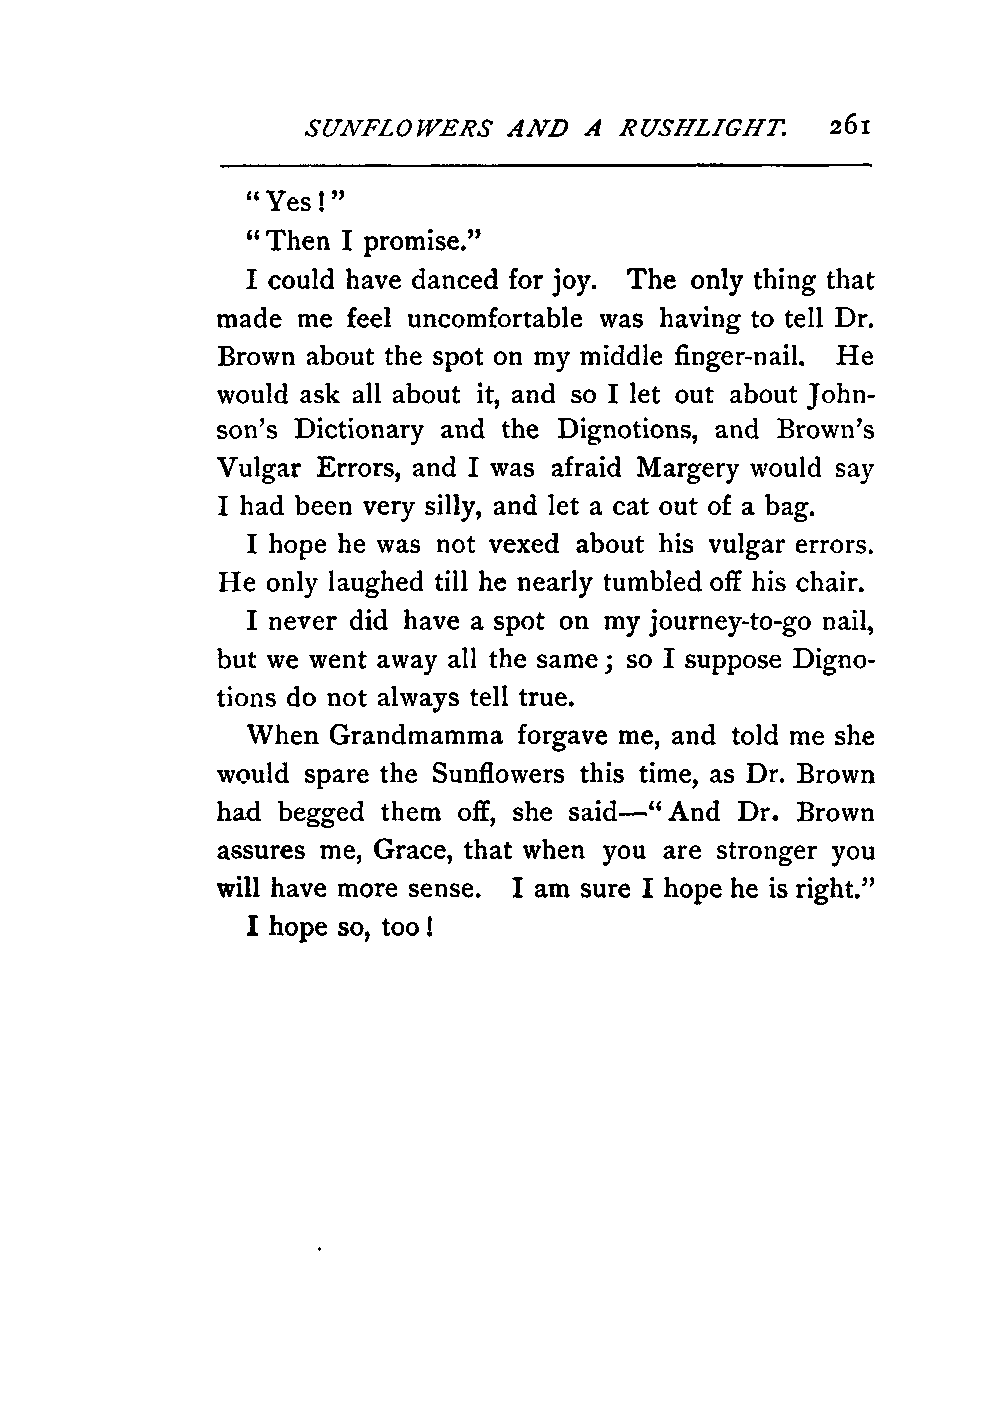 SUNFLOWERS AND A RUSHLIGHT. 261
"Yes!"
"Then I promise."
I could have danced for joy. The only thing that
made me feel uncomfortable was having to tell Dr.
Brown about the spot on my middle finger-nail. He
would ask all about it, and so I let out about John-
son's Dictionary and the Dignotions, and Brown's
Vulgar Errors, and I was afraid Margery would say
I had been very silly, and let a cat out of a bag.
I hope he was not vexed about his vulgar errors.
He only laughed till he nearly tumbled off his chair.
I never did have a spot on my journey-to-go nail,
but we went away all the same; so I suppose Digno-
tions do not always tell true.
When Grandmamma forgave me, and told me she
would spare the Sunflowers this time, as Dr. Brown
had begged them off, she said—"And Dr. Brown
assures me, Grace, that when you are stronger you
will have more sense. I am sure I hope he is right."
I hope so, too!